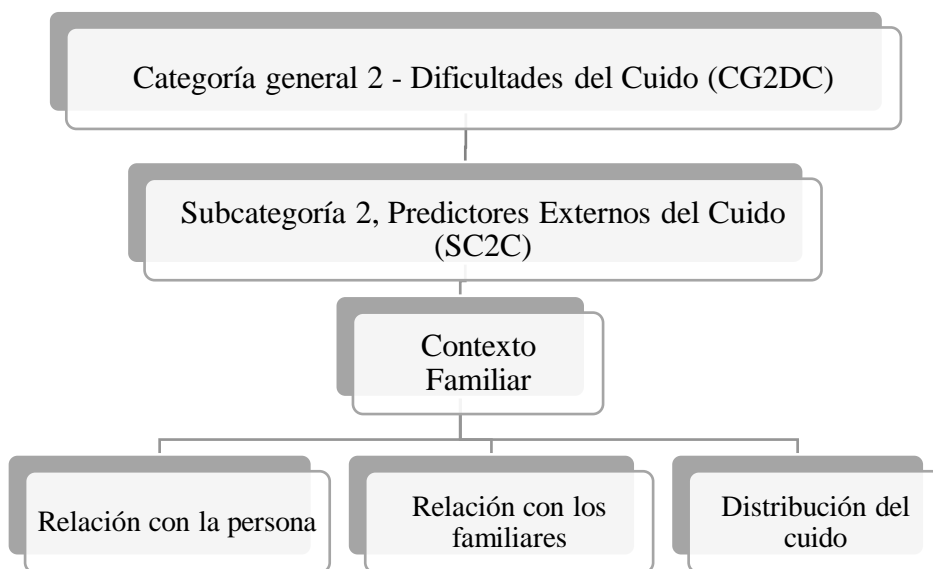 Categoría general 2 - Dificultades del Cuido (CG2DC)
Subcategoría 2, Predictores Externos del Cuido
(SC2C)
Contexto
Familiar
Relación con la persona
Relación con los
familiares
Distribución del
cuido